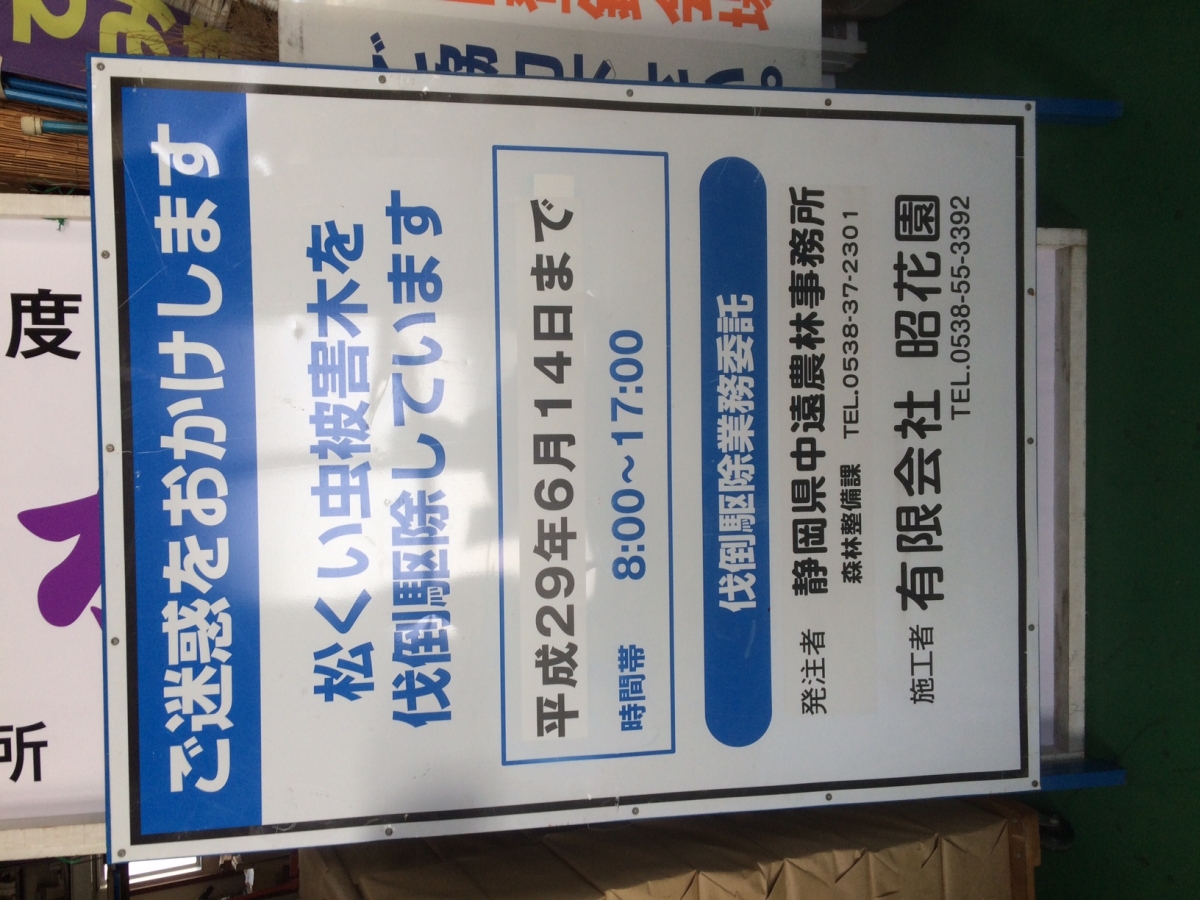 ご迷惑をおかけします
松くい虫被害木を
伐倒駆除しています
平成29年6月14日まで
時間帯 8:00~17:00
伐倒駆除業務委託
発注者 静岡県中遠農林事務所
森林整備課 TEL.0538-37-2301
施工者 有限会社 昭花園
TEL.0538-55-3392
度
所